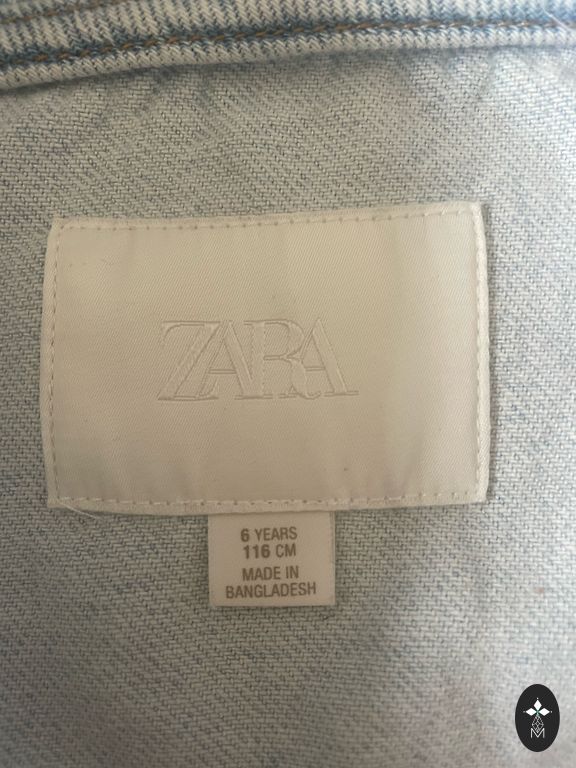 ZARA
6 YEARS
116 CM
MADE IN
BANGLADESH
M